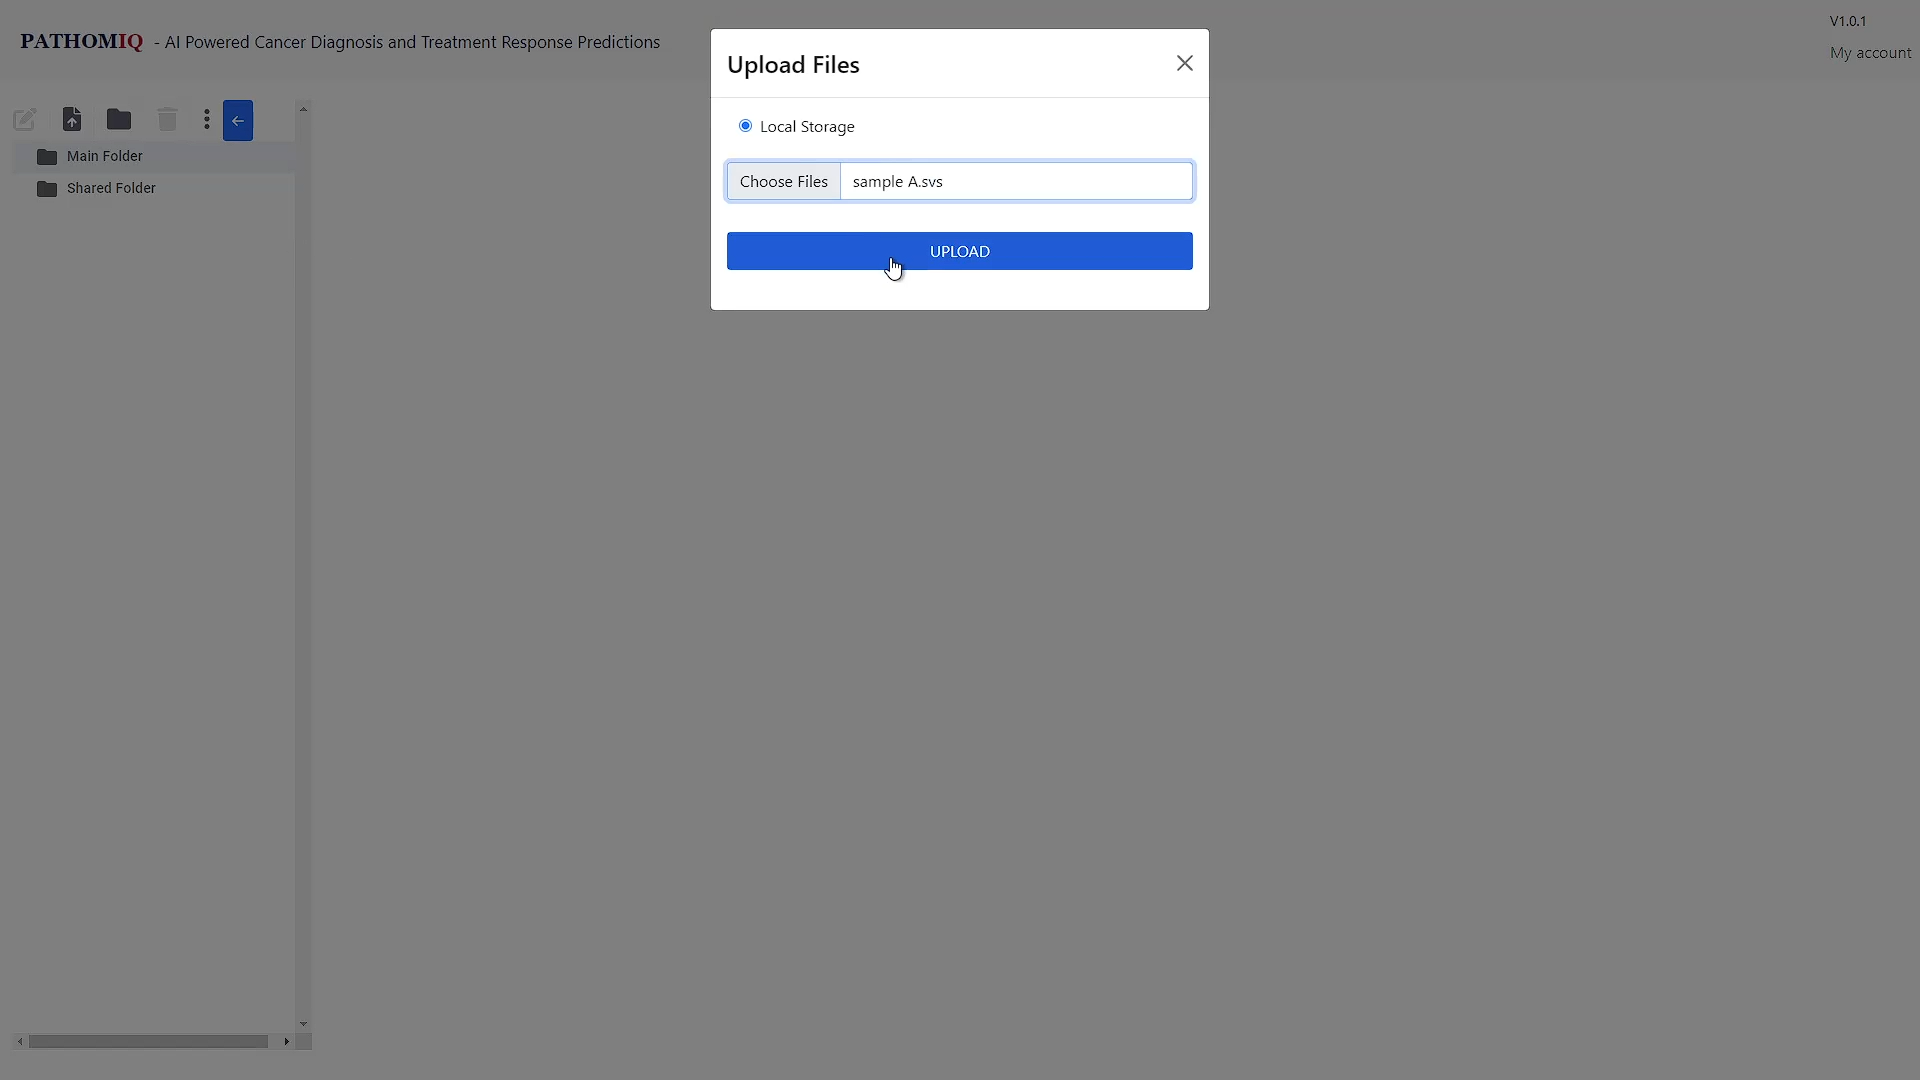 PATHOMIQ - AI Powered Cancer Diagnosis and Treatment Response Predictions
V1.0.1
My account
Upload Files
Local Storage
Choose Files sample A.svs
UPLOAD
Main Folder
Shared Folder